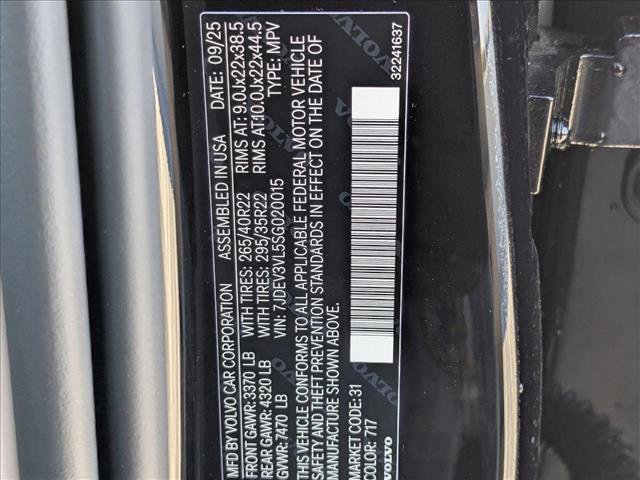 MFD BY VOLVO CAR CORPORATION ASSEMBLED IN USA DATE: 09/25
FRONT GAWR: 3370 LB WITH TIRES: 265/40R22 RIMS AT: 9.0Jx22x38.5
REAR GAWR: 4320 LB WITH TIRES: 295/35R22 RIMS AT:10.0Jx22x44.5
GVWR: 7470 LB VIN: 7JDEV3VL5SG020015 TYPE: MPV
THIS VEHICLE CONFORMS TO ALL APPLICABLE FEDERAL MOTOR VEHICLE
SAFETY AND THEFT PREVENTION STANDARDS IN EFFECT ON THE DATE OF
MANUFACTURE SHOWN ABOVE.
MARKET CODE: 31
COLOR: 717
VOLVO 32241637